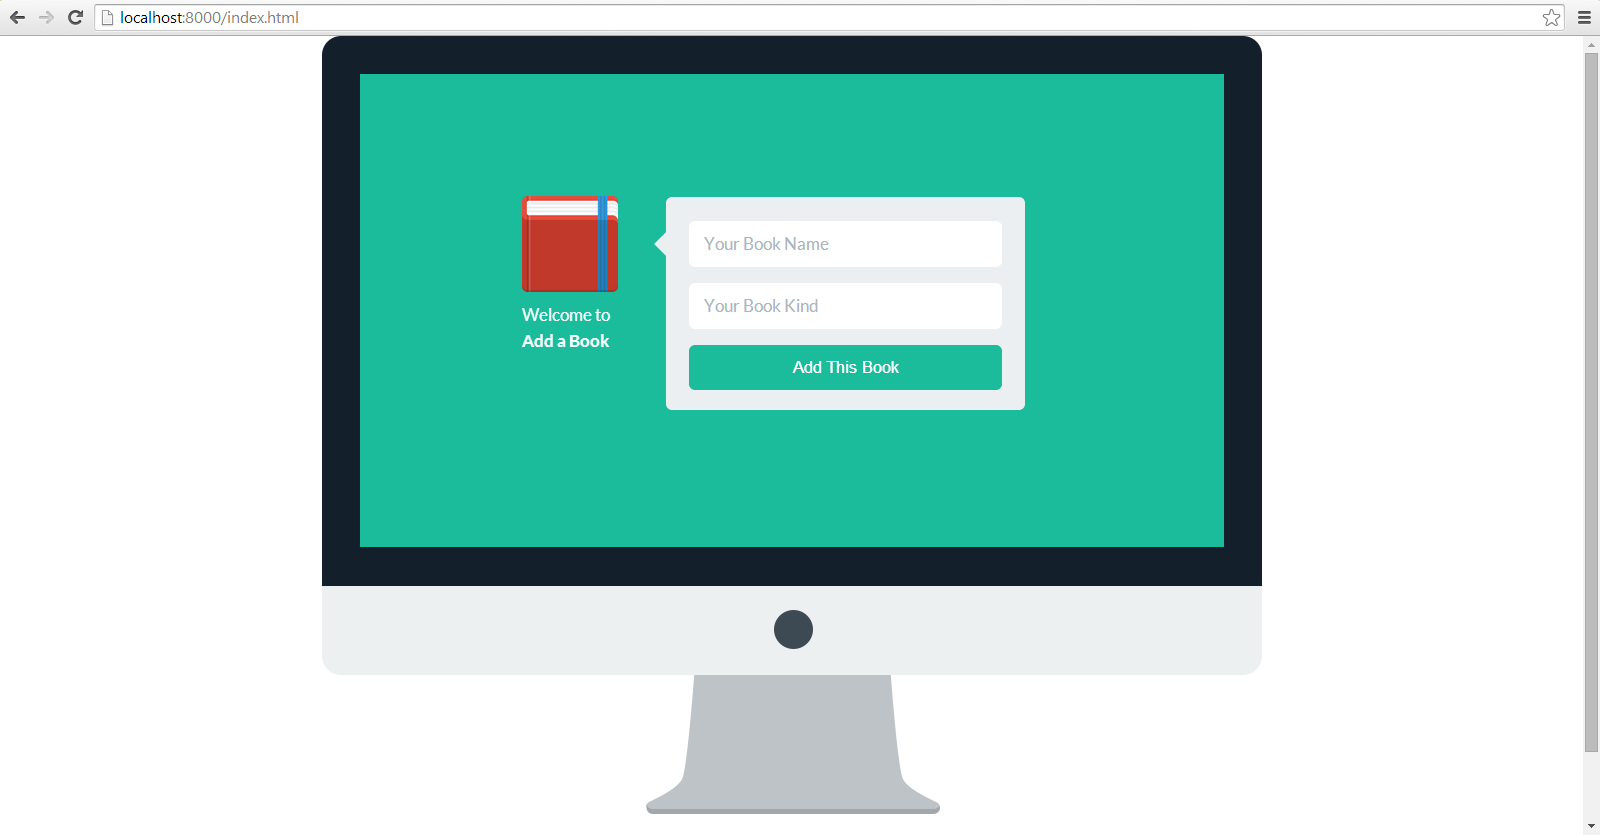 localhost:8000/index.html
Your Book Name
Your Book Kind
Welcome to
Add a Book
Add This Book